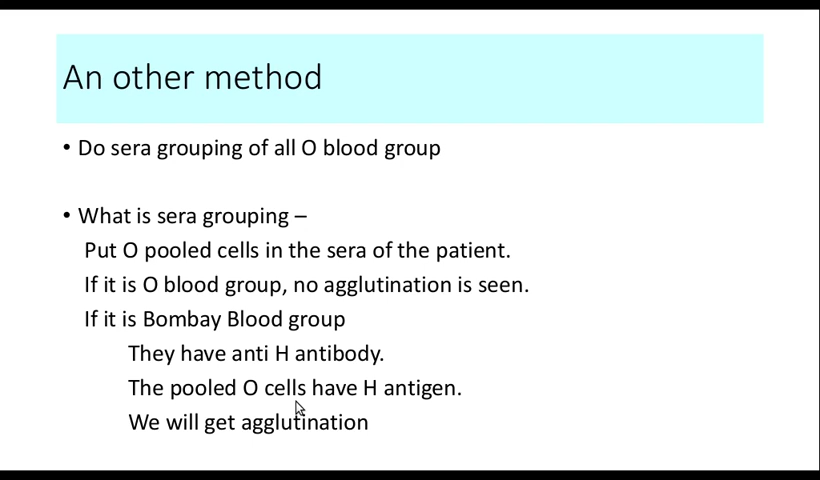 An other method
• Do sera grouping of all O blood group
• What is sera grouping –
Put O pooled cells in the sera of the patient.
If it is O blood group, no agglutination is seen.
If it is Bombay Blood group
They have anti H antibody.
The pooled O cells have H antigen.
We will get agglutination